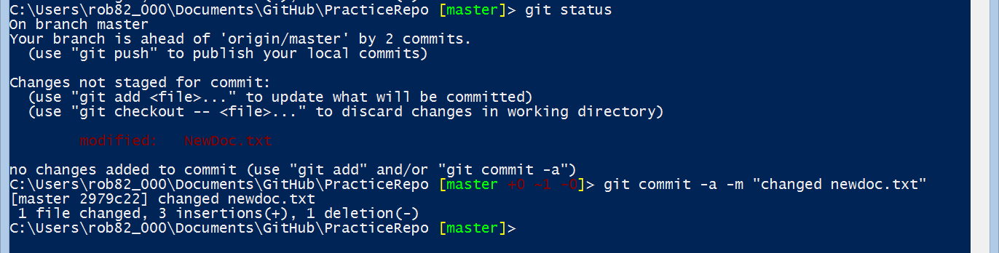 C:\Users\rob82_000\Documents\GitHub\PracticeRepo [master]> git status
On branch master
Your branch is ahead of 'origin/master' by 2 commits.
  (use "git push" to publish your local commits)

Changes not staged for commit:
  (use "git add <file>..." to update what will be committed)
  (use "git checkout -- <file>..." to discard changes in working directory)

        modified:   NewDoc.txt

no changes added to commit (use "git add" and/or "git commit -a")
C:\Users\rob82_000\Documents\GitHub\PracticeRepo [master +0 ~1 -0]> git commit -a -m "changed newdoc.txt"
[master 2979c22] changed newdoc.txt
 1 file changed, 3 insertions(+), 1 deletion(-)
C:\Users\rob82_000\Documents\GitHub\PracticeRepo [master]>